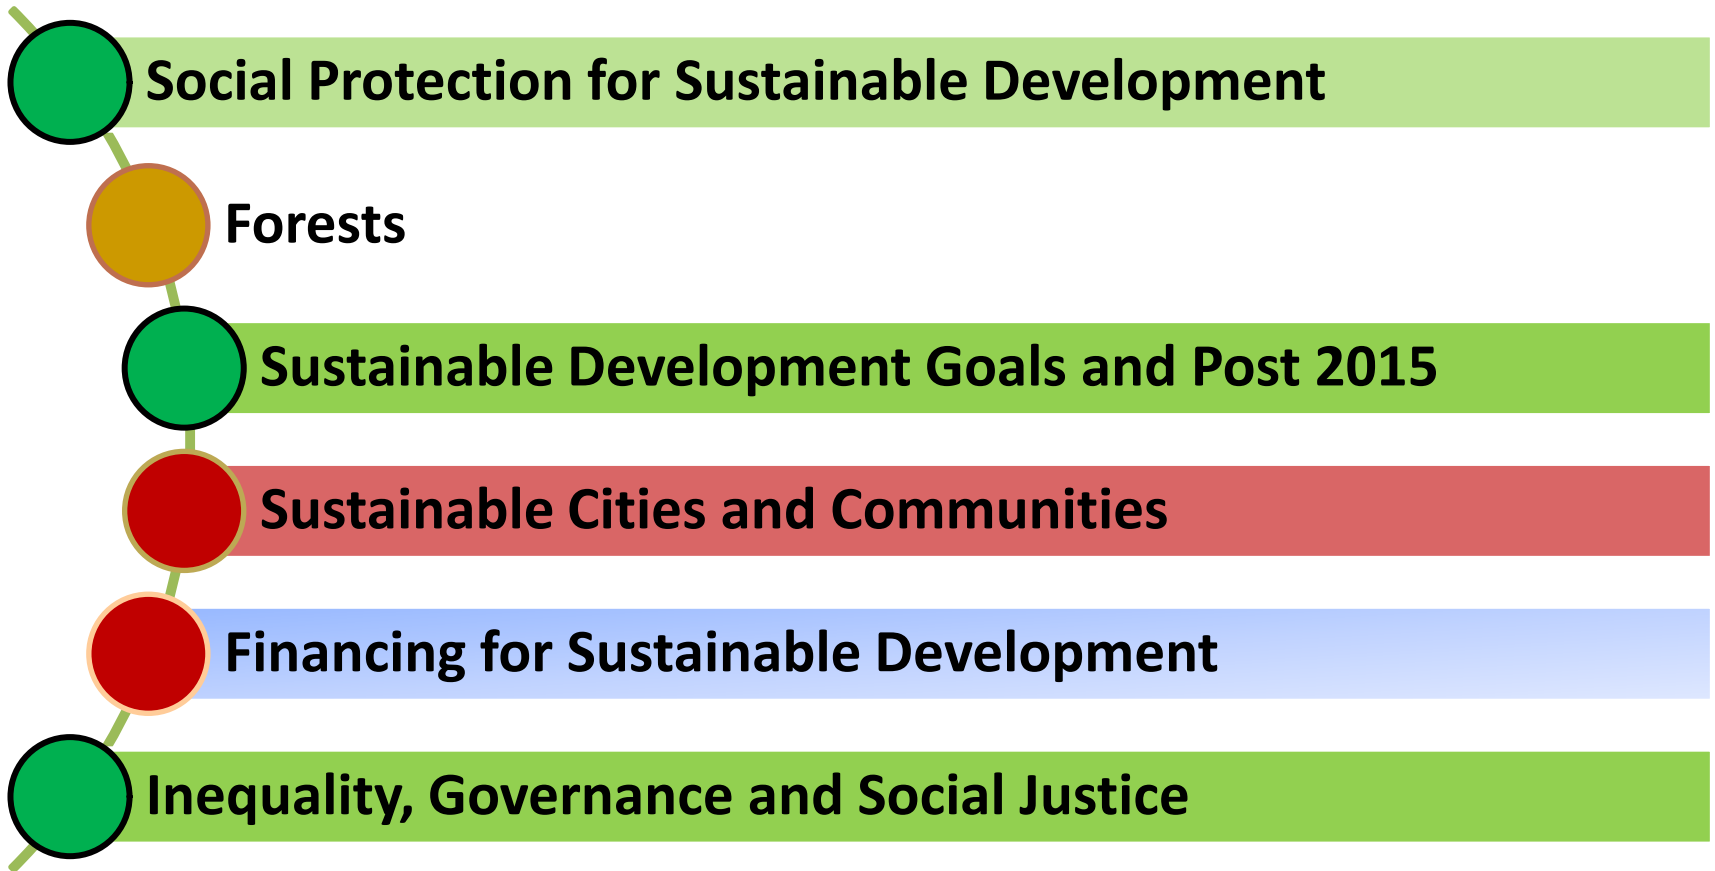 Social Protection for Sustainable Development
Forests
Sustainable Development Goals and Post 2015
Sustainable Cities and Communities
Financing for Sustainable Development
Inequality, Governance and Social Justice